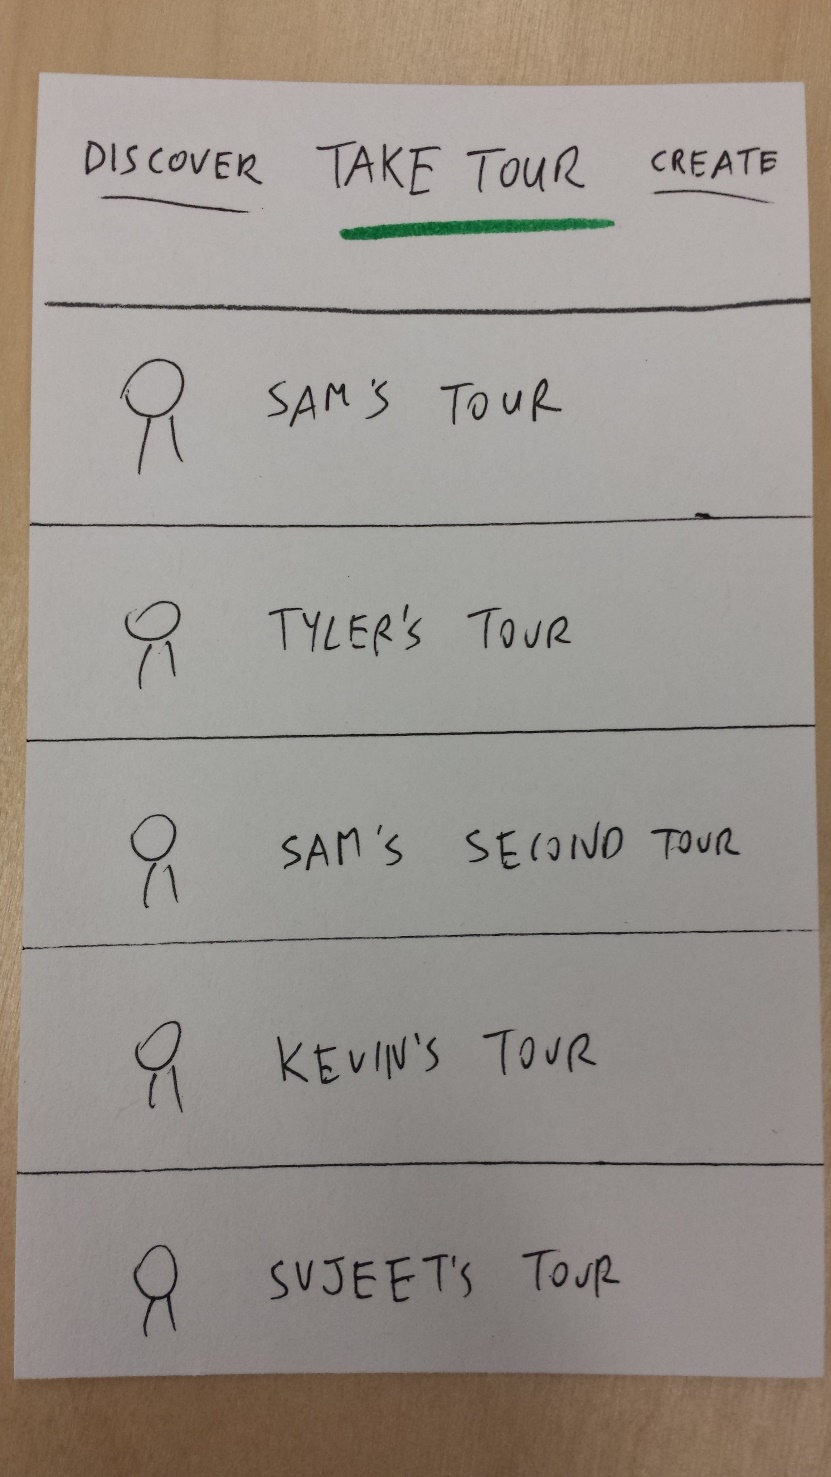 DISCOVER TAKE TOUR CREATE
SAM'S TOUR
TYLER'S TOUR
SAM'S SECOND TOUR
KEVIN'S TOUR
SUJEET'S TOUR